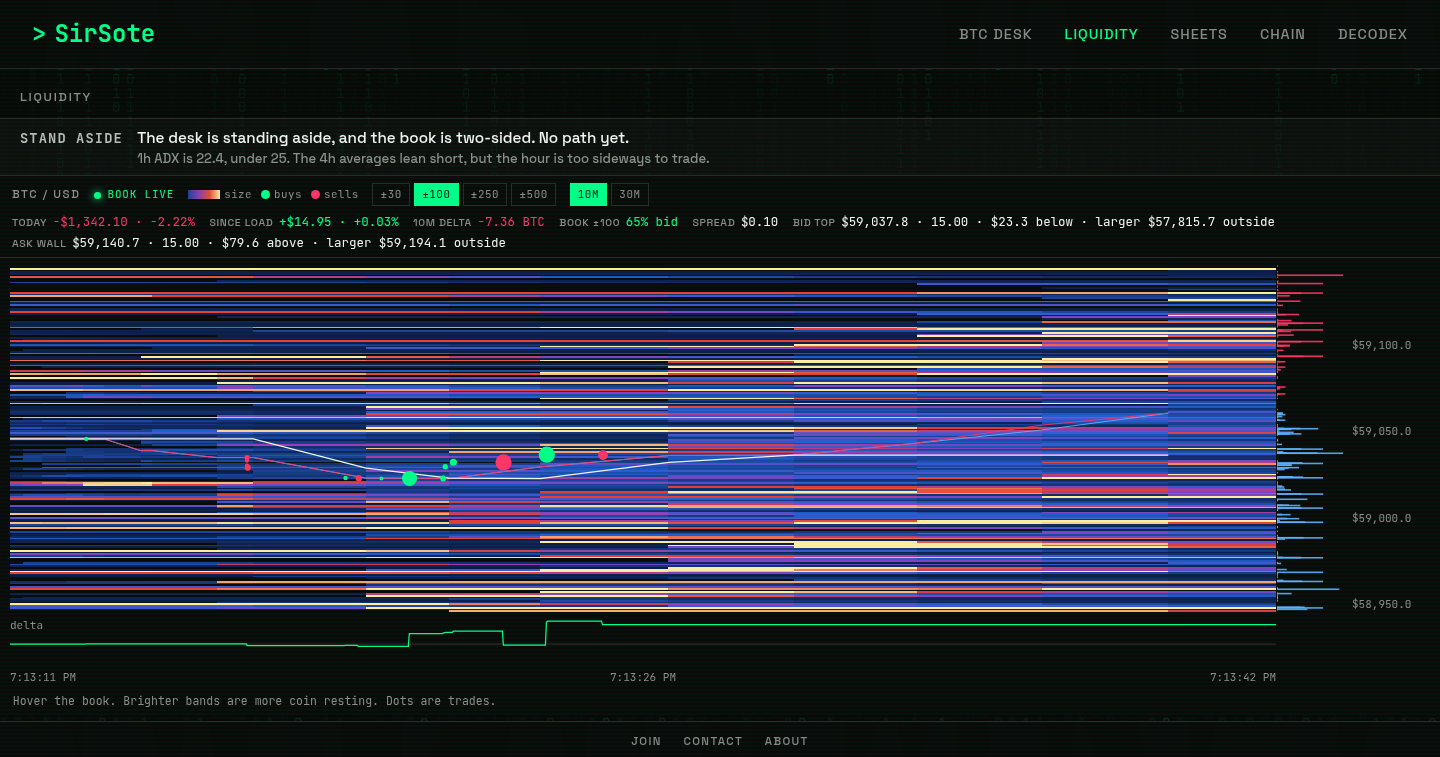 > SirSote
BTC DESK LIQUIDITY SHEETS CHAIN DECODEX
LIQUIDITY
STAND ASIDE The desk is standing aside, and the book is two-sided. No path yet.
1h ADX is 22.4, under 25. The 4h averages lean short, but the hour is too sideways to trade.
BTC / USD BOOK LIVE size buys sells ±30 ±100 ±250 ±500 10M 30M
TODAY -$1,342.10 · -2.22% SINCE LOAD +$14.95 · +0.03% 10M DELTA -7.36 BTC BOOK ±100 65% bid SPREAD $0.10 BID TOP $59,037.8 · 15.00 · $23.3 below · larger $57,815.7 outside
ASK WALL $59,140.7 · 15.00 · $79.6 above · larger $59,194.1 outside
$59,100.0
$59,050.0
$59,000.0
$58,950.0
delta
7:13:11 PM 7:13:26 PM 7:13:42 PM
Hover the book. Brighter bands are more coin resting. Dots are trades.
JOIN CONTACT ABOUT